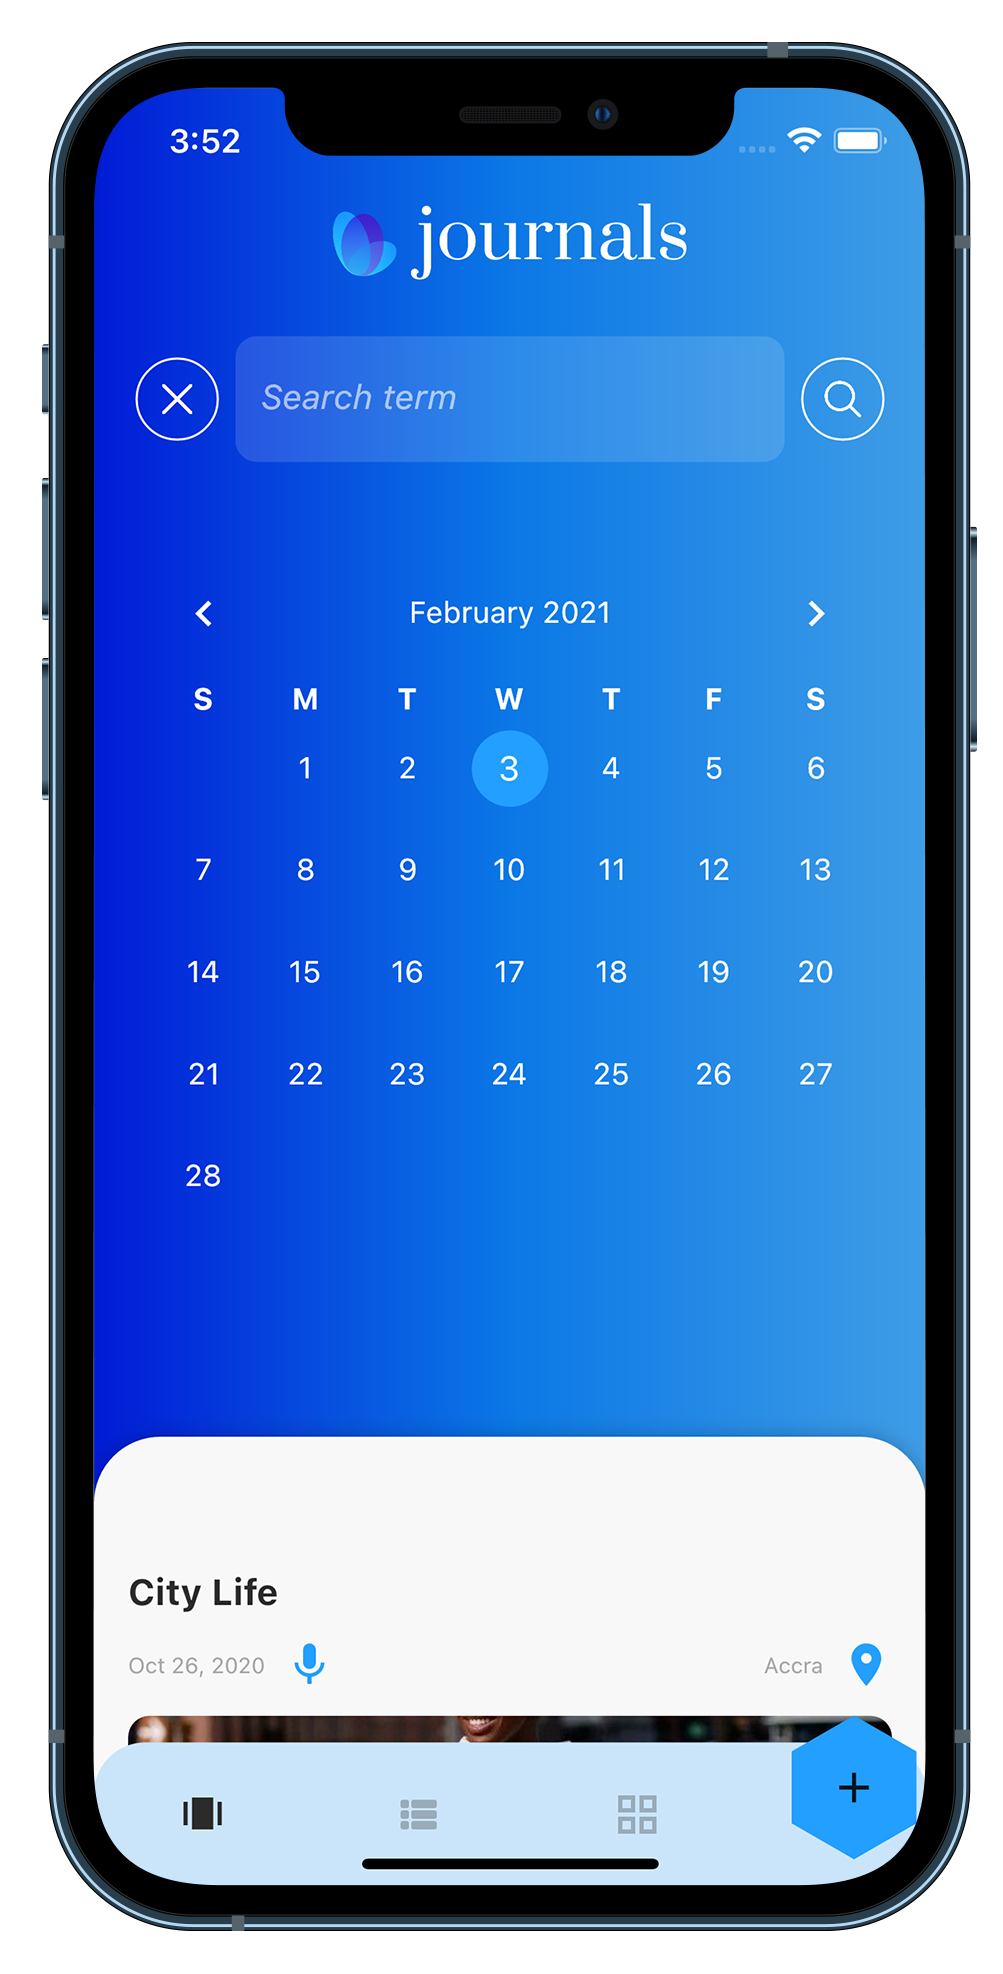 3:52
journals
Search term
February 2021
S M T W T F S
1 2 3 4 5 6
7 8 9 10 11 12 13
14 15 16 17 18 19 20
21 22 23 24 25 26 27
28
City Life
Oct 26, 2020 Accra